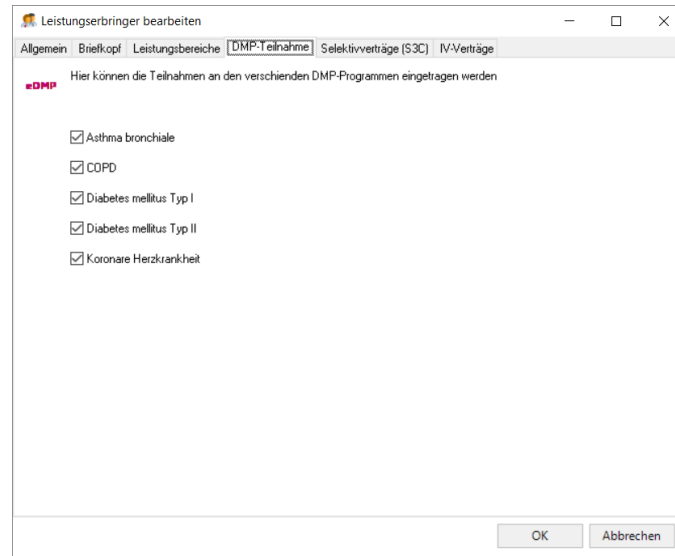 Leistungserbringer bearbeiten
Allgemein Briefkopf Leistungsbereiche DMP-Teilnahme Selektivverträge (S3C) IV-Verträge
eDMP Hier können die Teilnahmen an den verschienden DMP-Programmen eingetragen werden
Asthma bronchiale
COPD
Diabetes mellitus Typ I
Diabetes mellitus Typ II
Koronare Herzkrankheit
OK Abbrechen